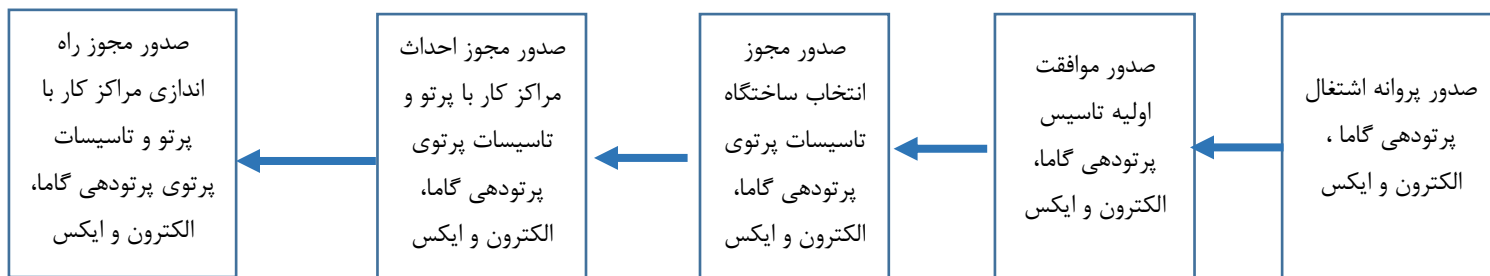 صدور پروانه اشتغال
پرتودهی گاما ،
الکترون و ایکس
صدور موافقت
اولیه تاسیس
پرتودهی گاما،
الکترون و ایکس
صدور مجوز
انتخاب ساختگاه
تاسیسات پرتوی
پرتودهی گاما،
الکترون و ایکس
صدور مجوز احداث
مراکز کار با پرتو و
تاسیسات پرتوی
پرتودهی گاما،
الکترون و ایکس
صدور مجوز راه
اندازی مراکز کار با
پرتو و تاسیسات
پرتوی پرتودهی گاما،
الکترون و ایکس